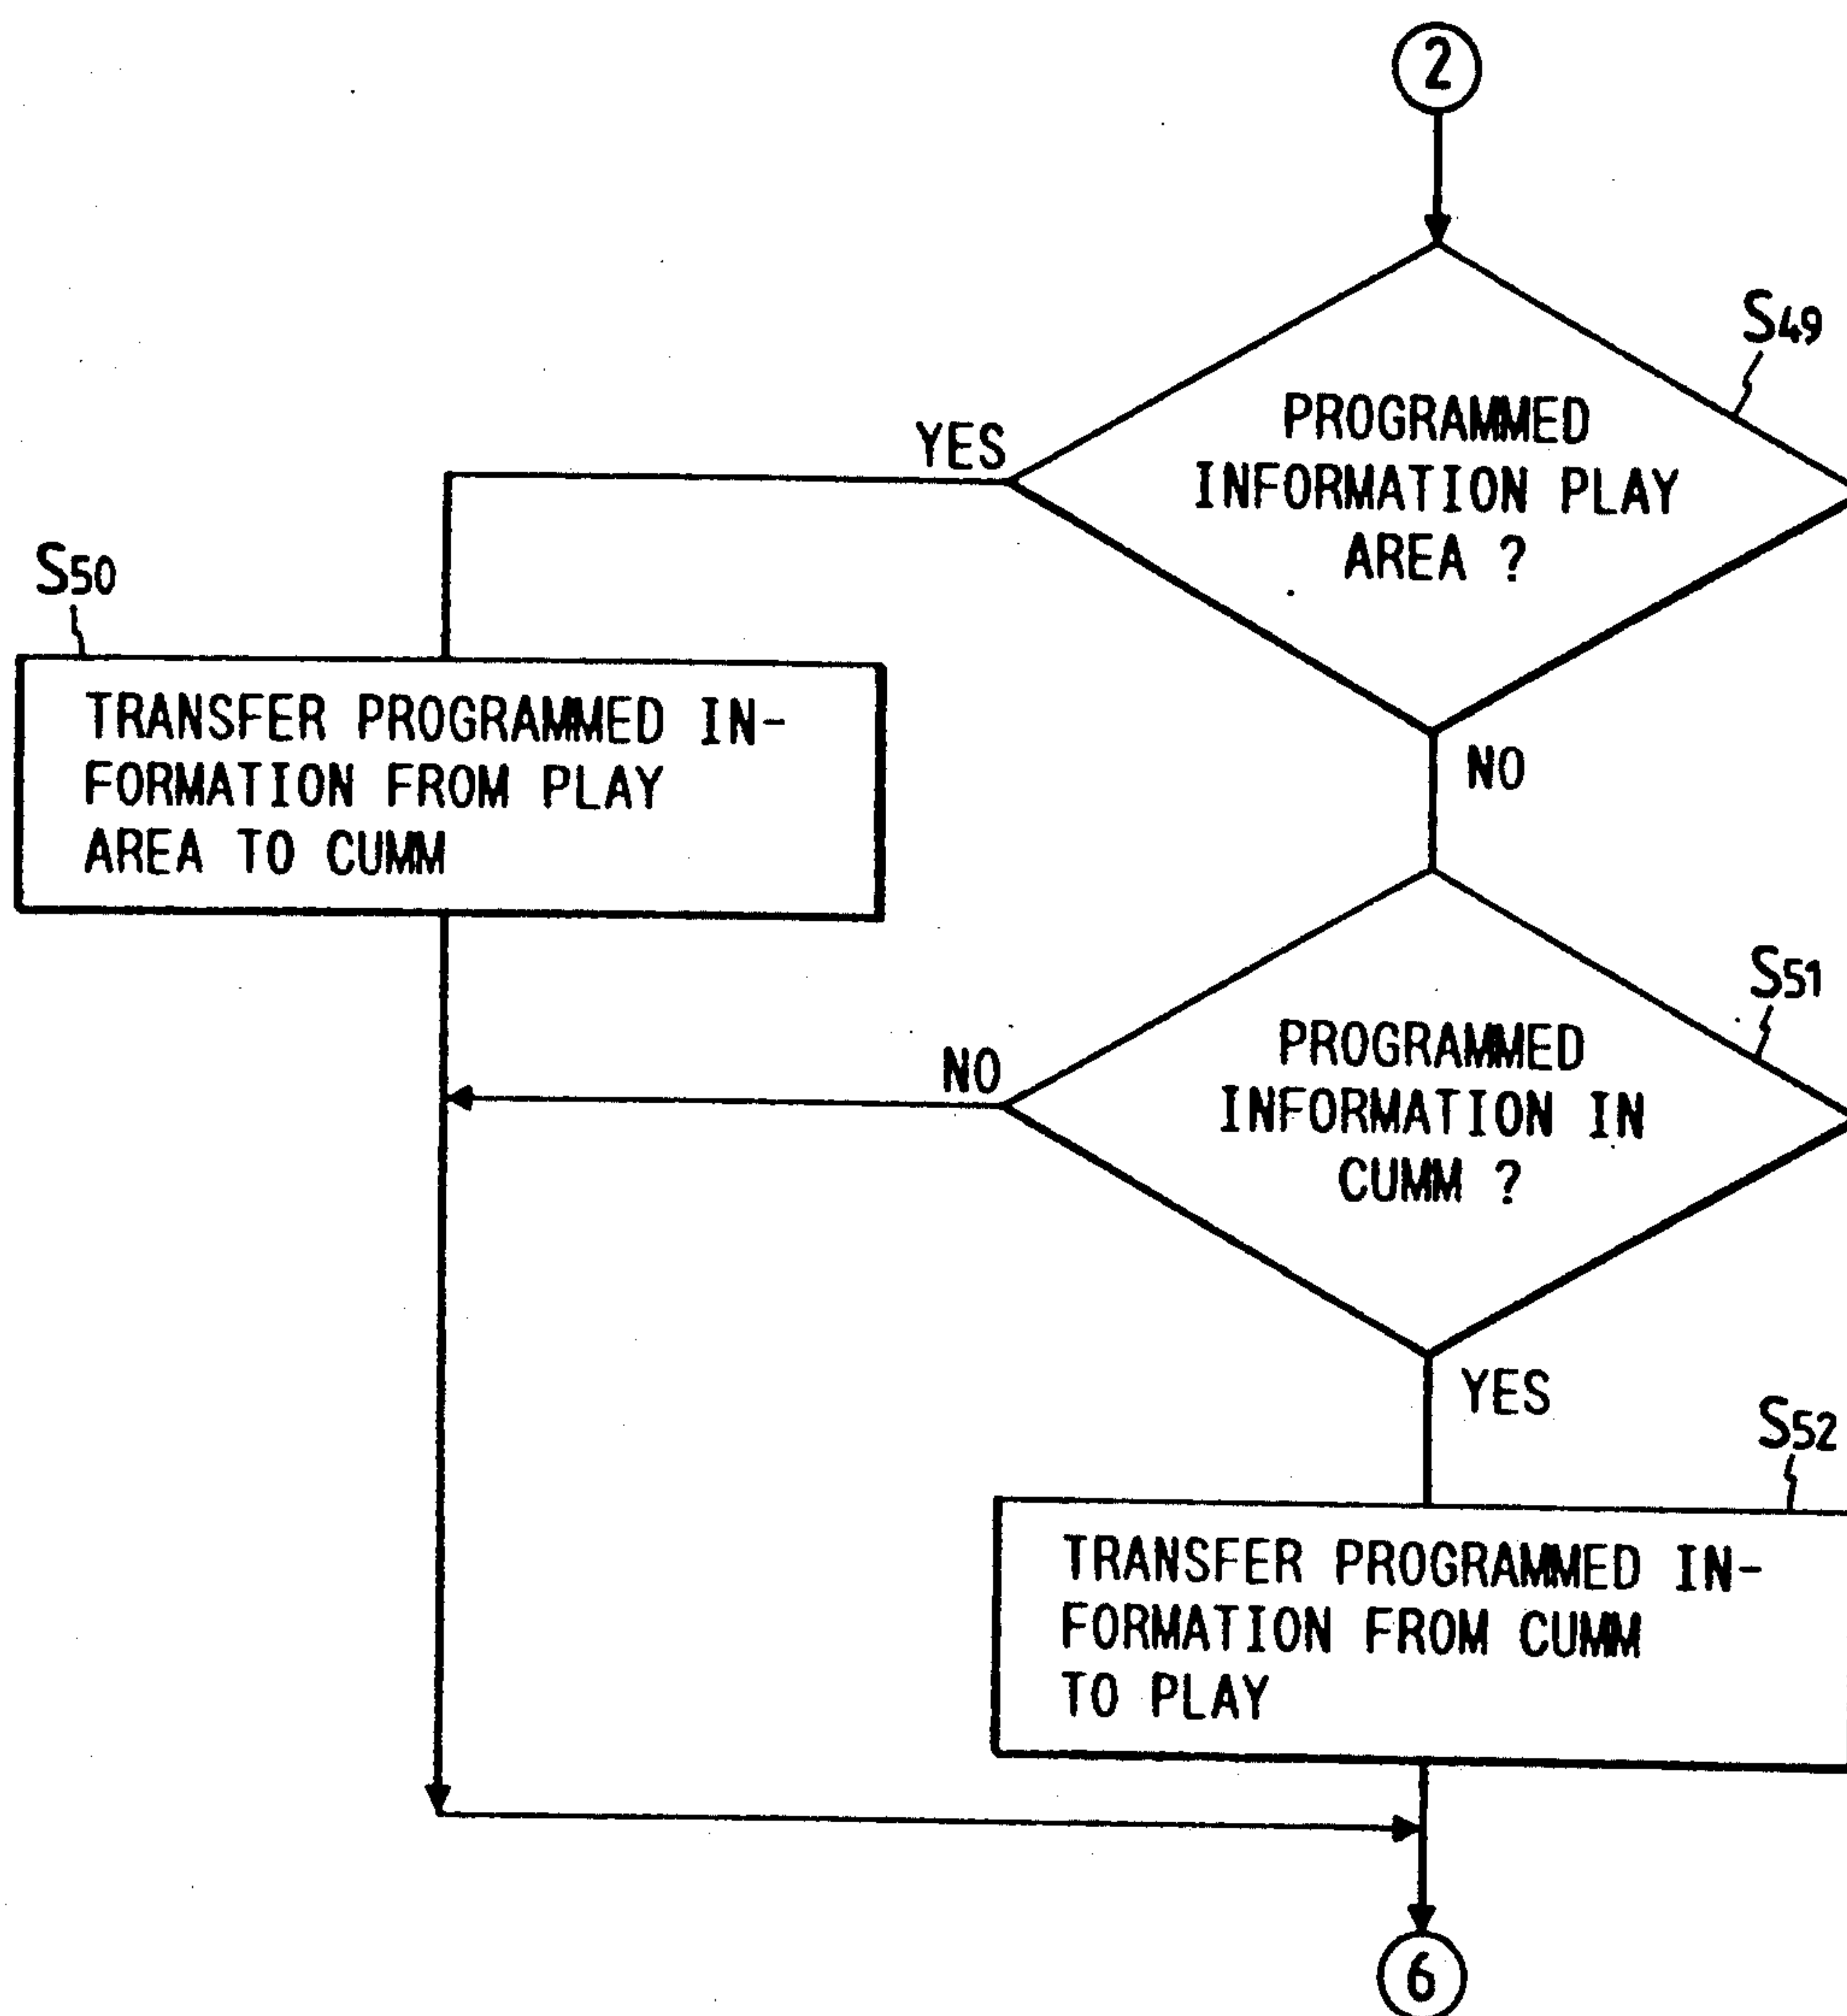 2
S49
PROGRAMMED
INFORMATION PLAY
AREA ?
YES
NO
S50
TRANSFER PROGRAMMED IN-
FORMATION FROM PLAY
AREA TO CUMM
S51
PROGRAMMED
INFORMATION IN
CUMM ?
NO
YES
S52
TRANSFER PROGRAMMED IN-
FORMATION FROM CUMM
TO PLAY
6